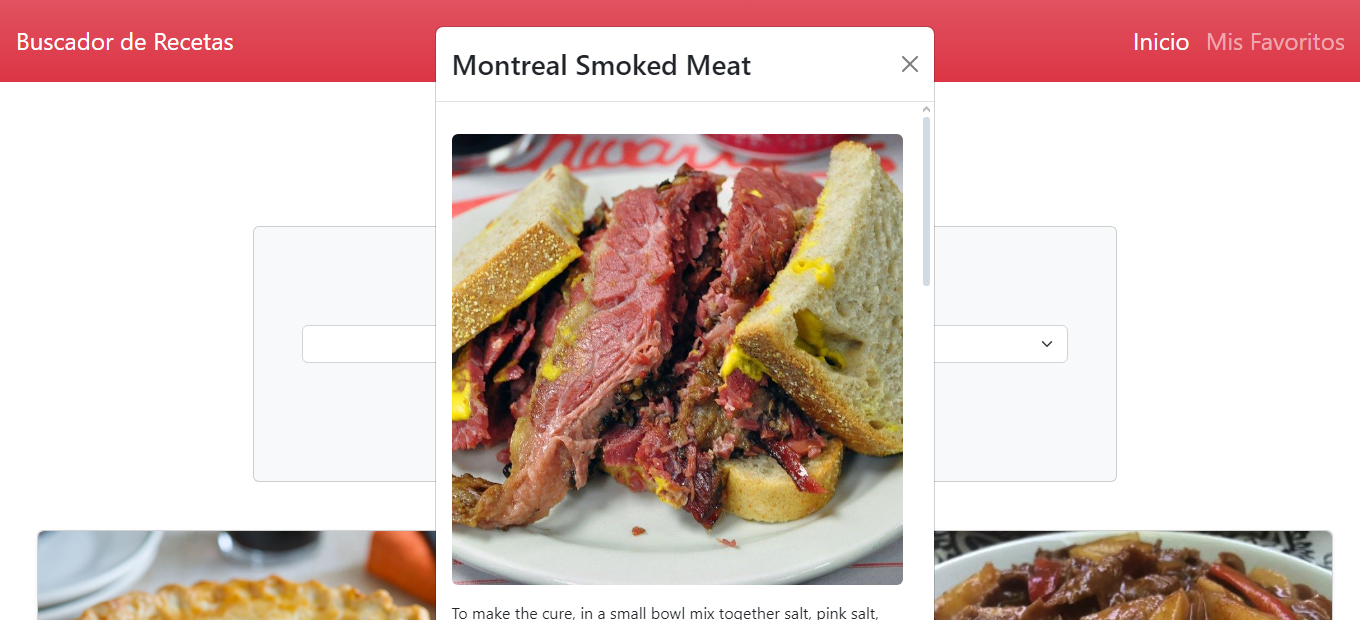 Buscador de Recetas
Inicio Mis Favoritos
Montreal Smoked Meat
To make the cure, in a small bowl mix together salt, pink salt,